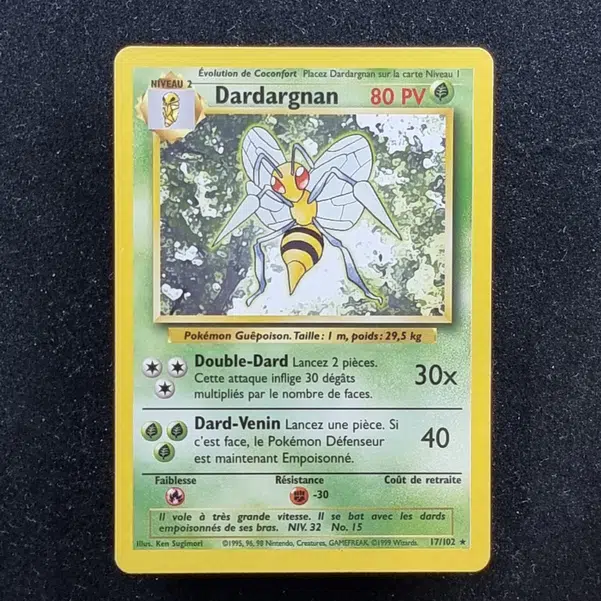 Évolution de Coconfort Placez Dardargnan sur la carte Niveau 1
NIVEAU 2
Dardargnan 80 PV
Pokémon Guêpoison. Taille : 1 m, poids : 29,5 kg
Double-Dard Lancez 2 pièces.
Cette attaque inflige 30 dégâts
multipliés par le nombre de faces.
30x
Dard-Venin Lancez une pièce. Si
c'est face, le Pokémon Défenseur
est maintenant Empoisonné.
40
Faiblesse Résistance Coût de retraite
-30
Il vole à très grande vitesse. Il se bat avec les dards
empoisonnés de ses bras. NIV. 32 No. 15
Illus. Ken Sugimori ©1995, 96, 98 Nintendo, Creatures, GAMEFREAK. ©1999 Wizards. 17/102 ★